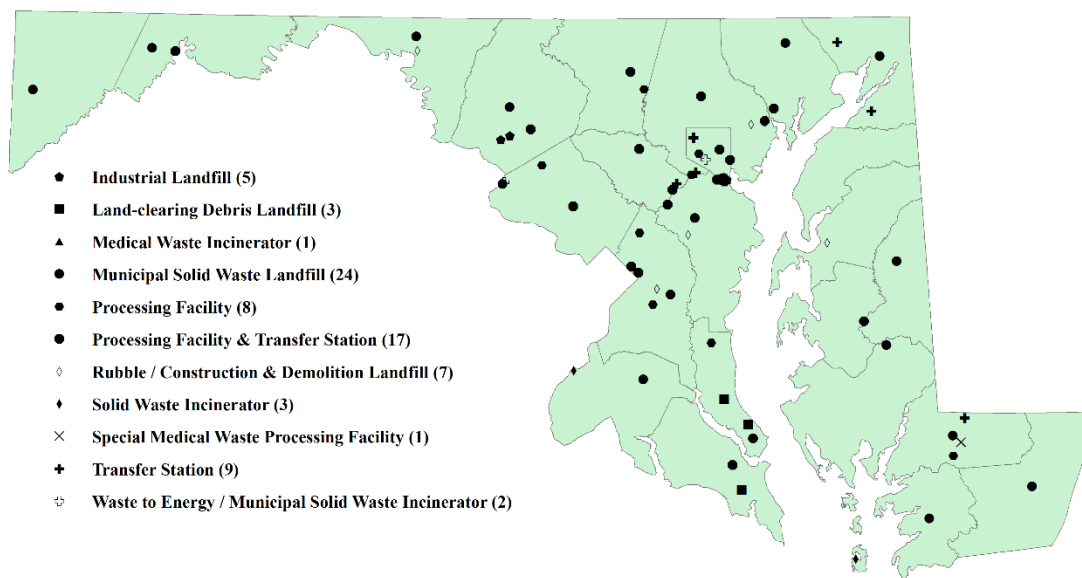 Industrial Landfill (5)
Land-clearing Debris Landfill (3)
Medical Waste Incinerator (1)
Municipal Solid Waste Landfill (24)
Processing Facility (8)
Processing Facility & Transfer Station (17)
Rubble / Construction & Demolition Landfill (7)
Solid Waste Incinerator (3)
Special Medical Waste Processing Facility (1)
Transfer Station (9)
Waste to Energy / Municipal Solid Waste Incinerator (2)